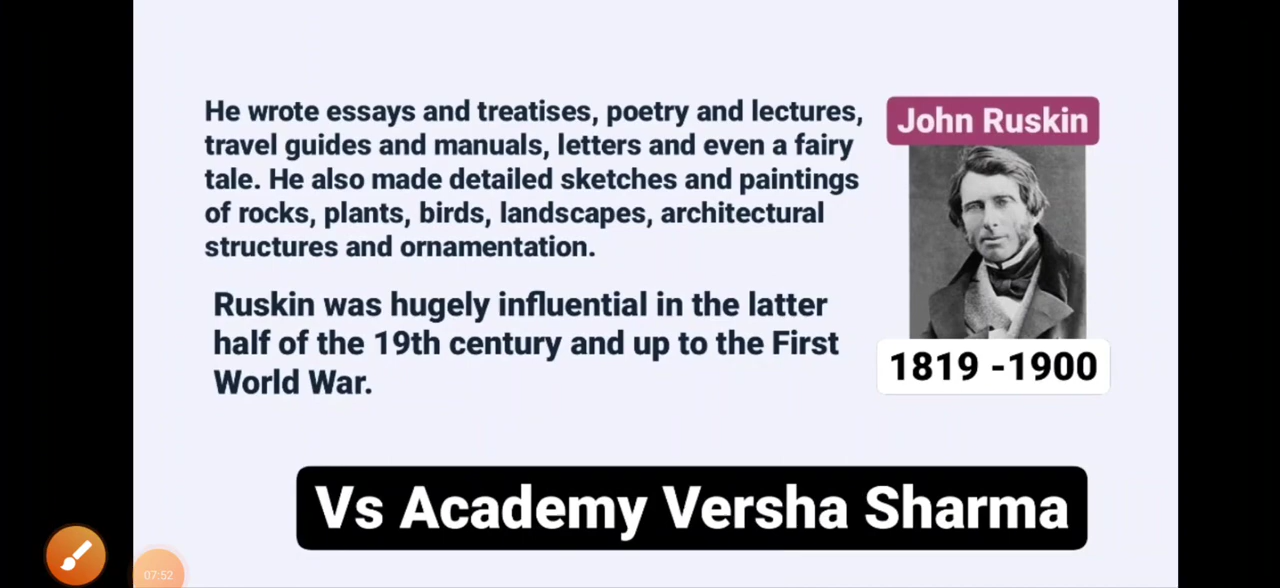 He wrote essays and treatises, poetry and lectures,
travel guides and manuals, letters and even a fairy
tale. He also made detailed sketches and paintings
of rocks, plants, birds, landscapes, architectural
structures and ornamentation.
Ruskin was hugely influential in the latter
half of the 19th century and up to the First
World War.
John Ruskin
1819 -1900
Vs Academy Versha Sharma
07:52